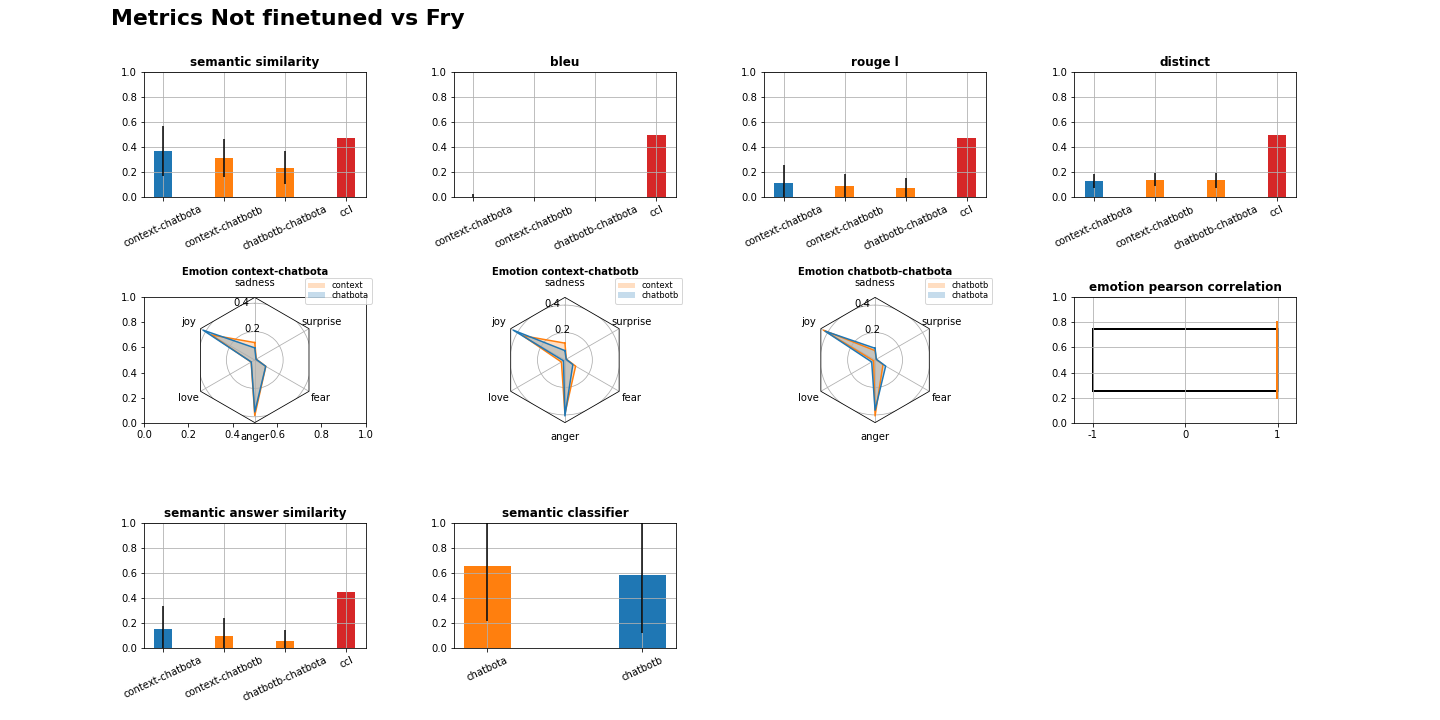 Metrics Not finetuned vs Fry
semantic similarity
1.0
0.8
0.6
0.4
0.2
0.0
context-chatbota
context-chatbotb
chatbotb-chatbota
ccl
bleu
1.0
0.8
0.6
0.4
0.2
0.0
context-chatbota
context-chatbotb
chatbotb-chatbota
ccl
rouge l
1.0
0.8
0.6
0.4
0.2
0.0
context-chatbota
context-chatbotb
chatbotb-chatbota
ccl
distinct
1.0
0.8
0.6
0.4
0.2
0.0
context-chatbota
context-chatbotb
chatbotb-chatbota
ccl
Emotion context-chatbota
sadness
context
chatbota
1.0
0.8
0.6
0.4
0.2
0.0
0.4
0.2
joy
surprise
love
fear
anger
0.0
0.2
0.4
0.6
0.8
1.0
Emotion context-chatbotb
sadness
context
chatbotb
0.4
0.2
joy
surprise
love
fear
anger
Emotion chatbotb-chatbota
sadness
chatbotb
chatbota
0.4
0.2
joy
surprise
love
fear
anger
emotion pearson correlation
1.0
0.8
0.6
0.4
0.2
0.0
-1
0
1
semantic answer similarity
1.0
0.8
0.6
0.4
0.2
0.0
context-chatbota
context-chatbotb
chatbotb-chatbota
ccl
semantic classifier
1.0
0.8
0.6
0.4
0.2
0.0
chatbota
chatbotb